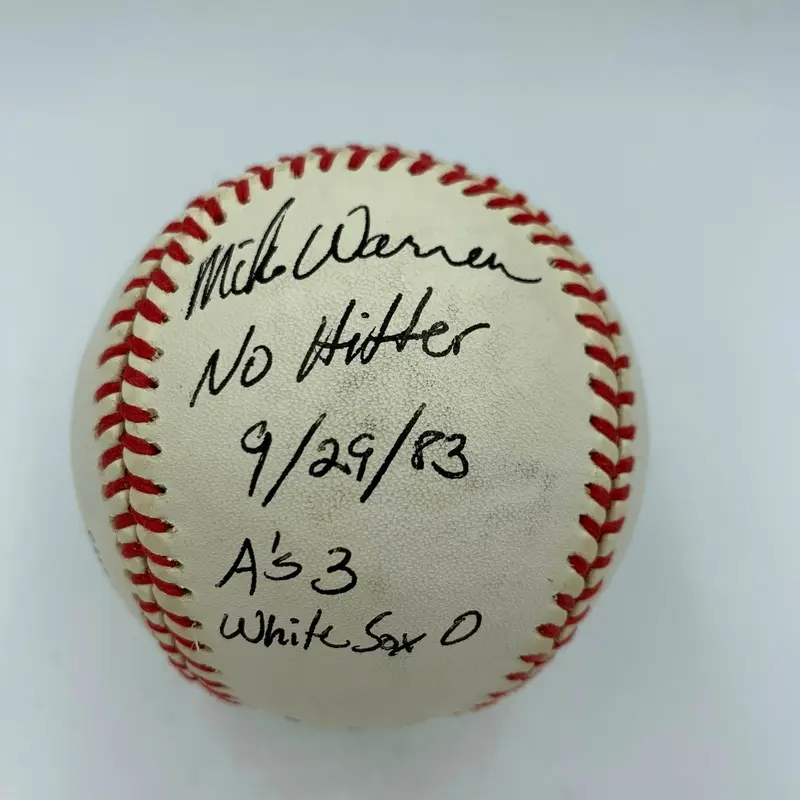 Mike Warren
No Hitter
9/29/83
A's 3
White Sox 0